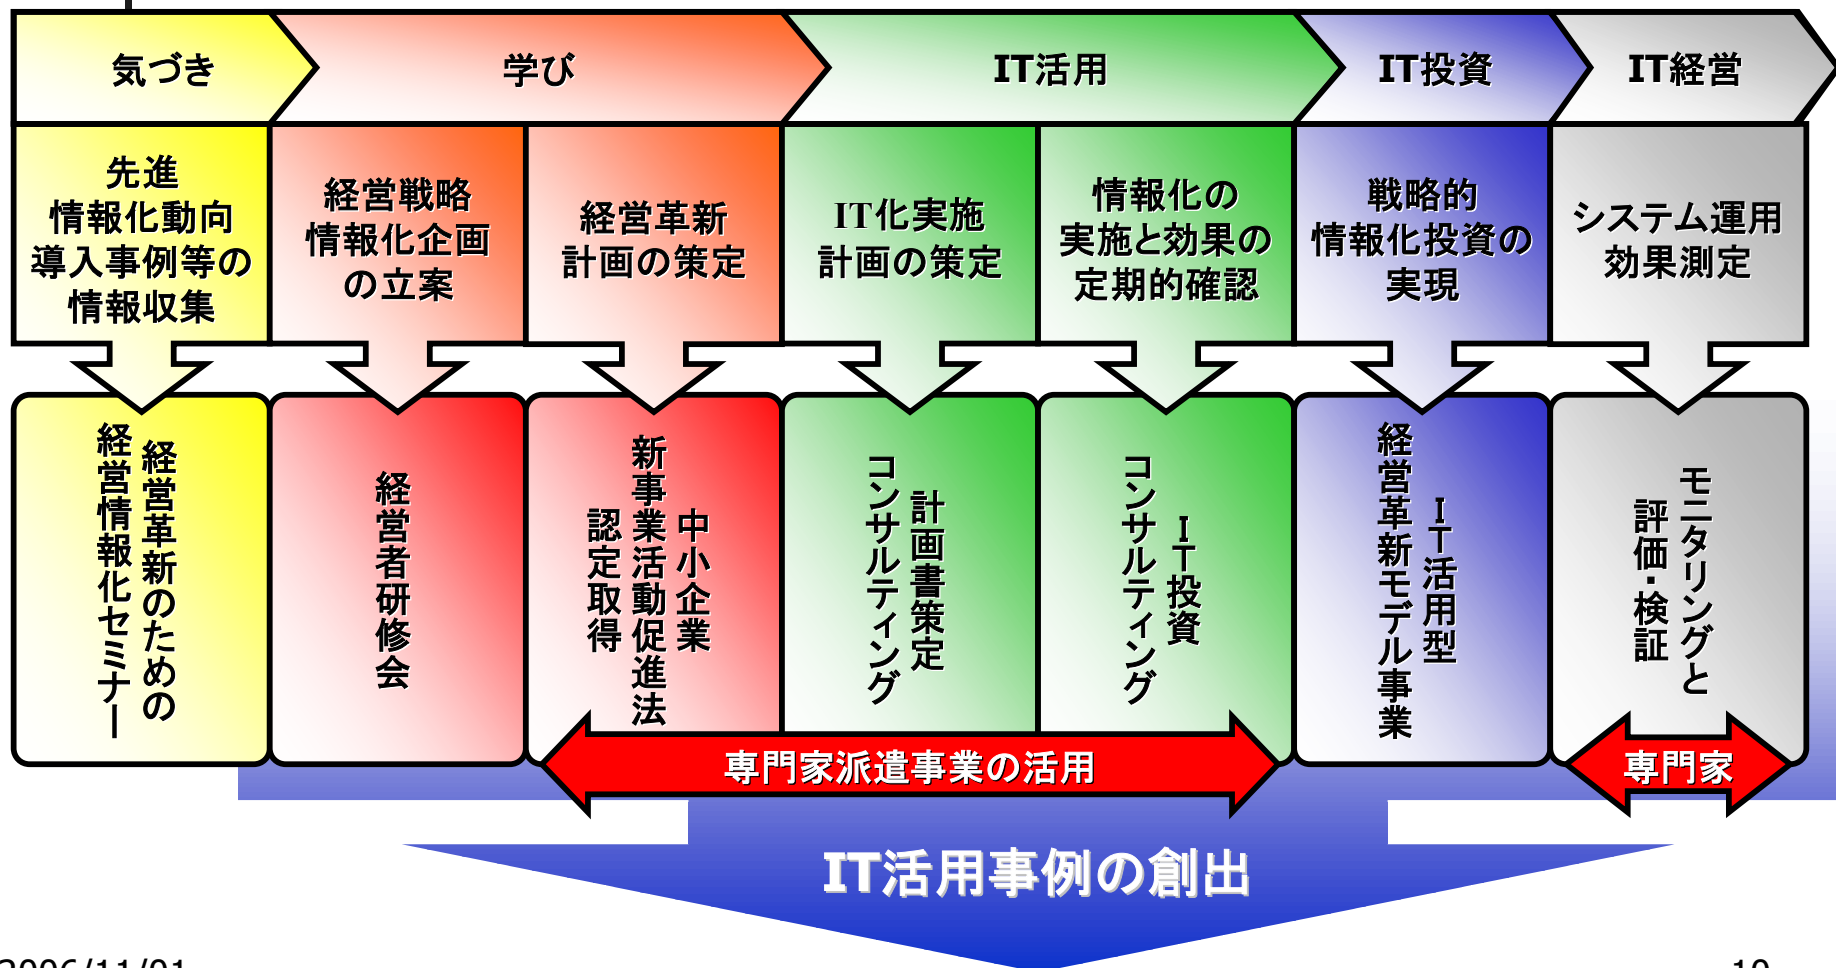 気づき
学び
IT活用
IT投資
IT経営
先進
情報化動向
導入事例等の
情報収集
経営戦略
情報化企画
の立案
経営革新
計画の策定
IT化実施
計画の策定
情報化の
実施と効果の
定期的確認
戦略的
情報化投資の
実現
システム運用
効果測定
経営革新のための
経営情報化セミナー
経営者研修会
中小企業
新事業活動促進法
認定取得
計画書策定
コンサルティング
IT投資
コンサルティング
IT活用型
経営革新モデル事業
モニタリングと
評価・検証
専門家派遣事業の活用
専門家
IT活用事例の創出
2006/11/01
10